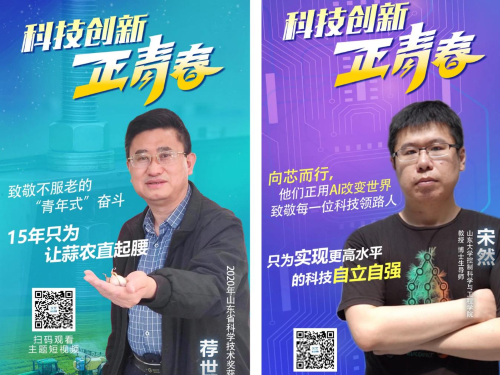 科技创新
正青春
致敬不服老的
“青年式”奋斗
15年只为
让蒜农直起腰
扫码观看
主题短视频
2020年山东省科学技术奖获
荐世
科技创新
正青春
向芯而行，
他们正用AI改变世界
致敬每一位科技领路人
只为实现更高水平
的科技自立自强
宋然
山东大学控制科学与工程
教授 博士生导师